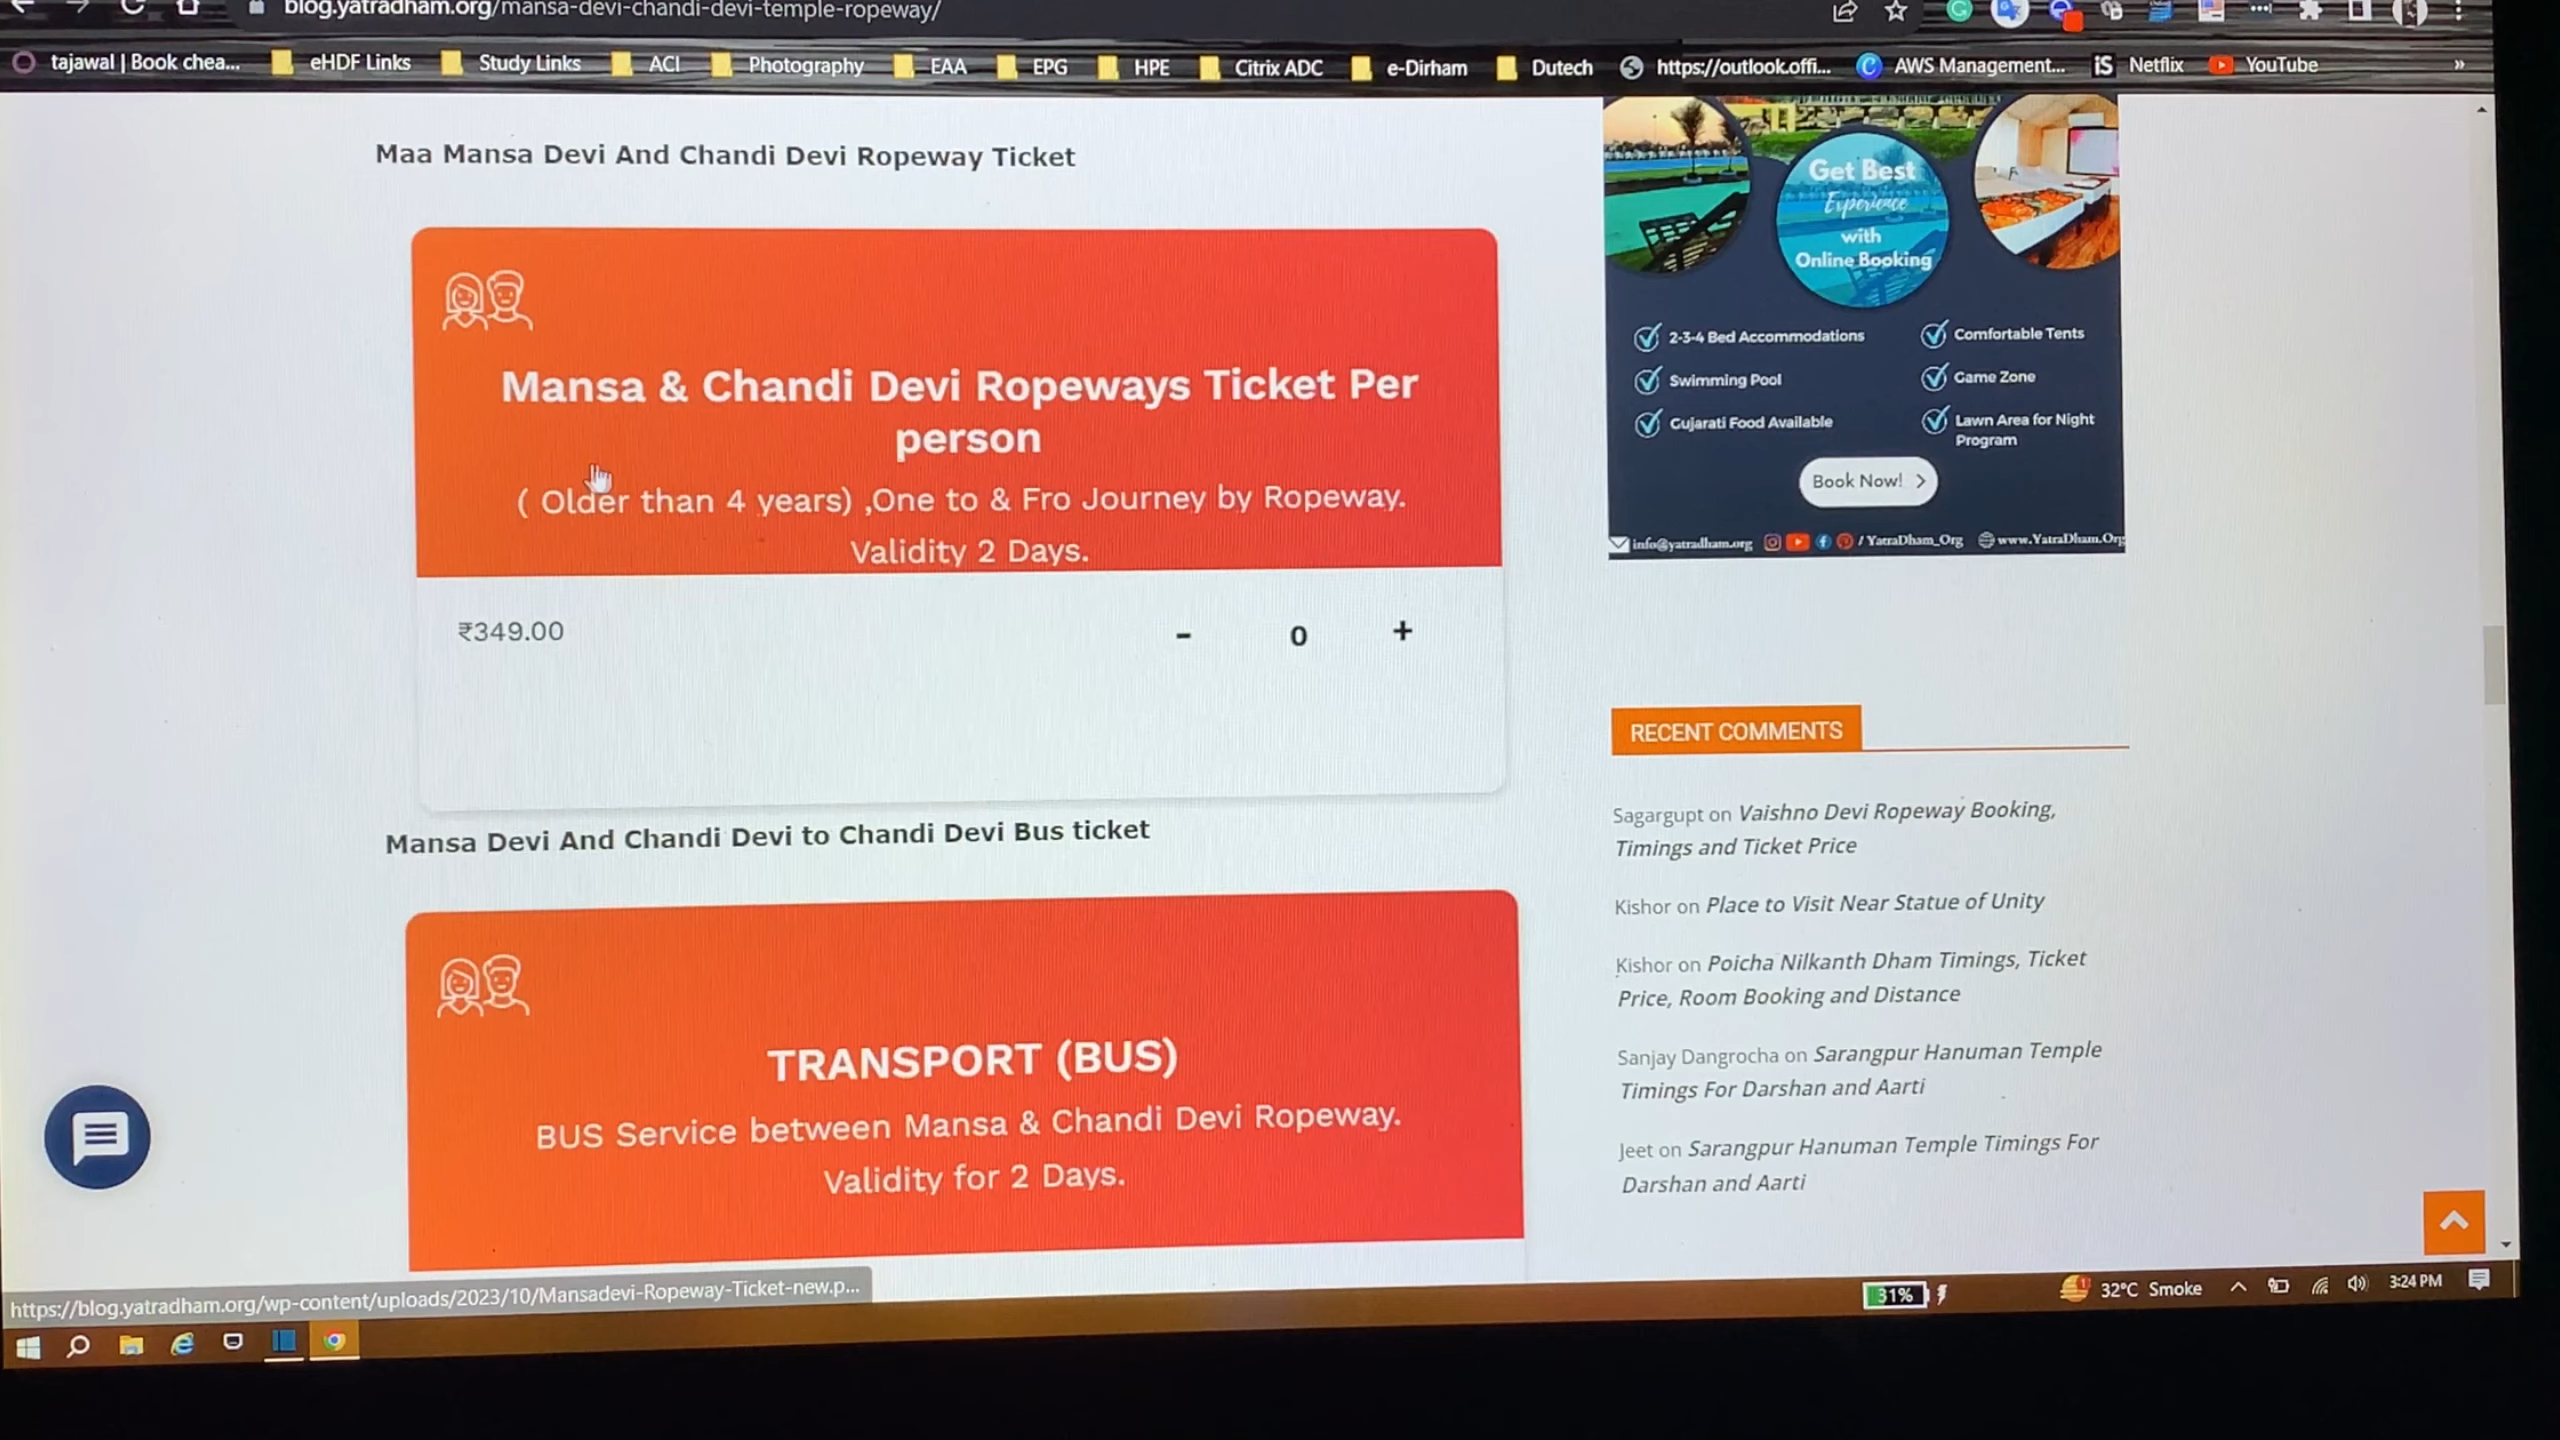 blog.yatradham.org/mansa-devi-chandi-devi-temple-ropeway/
tajawal | Book chea...
eHDF Links
Study Links
ACI
Photography
EAA
EPG
HPE
Citrix ADC
e-Dirham
Dutech
https://outlook.offi...
AWS Management...
iS
Netflix
YouTube
»
Maa Mansa Devi And Chandi Devi Ropeway Ticket
Mansa & Chandi Devi Ropeways Ticket Per
person
( Older than 4 years) ,One to & Fro Journey by Ropeway.
Validity 2 Days.
₹349.00
- 0 +
Mansa Devi And Chandi Devi to Chandi Devi Bus ticket
TRANSPORT (BUS)
BUS Service between Mansa & Chandi Devi Ropeway.
Validity for 2 Days.
Get Best
Experience
with
Online Booking
2-3-4 Bed Accommodations
Comfortable Tents
Swimming Pool
Game Zone
Gujarati Food Available
Lawn Area for Night
Program
Book Now! >
info@yatradham.org
/ YatraDham_Org
www.YatraDham.Org
RECENT COMMENTS
Sagargupt on Vaishno Devi Ropeway Booking,
Timings and Ticket Price
Kishor on Place to Visit Near Statue of Unity
Kishor on Poicha Nilkanth Dham Timings, Ticket
Price, Room Booking and Distance
Sanjay Dangrocha on Sarangpur Hanuman Temple
Timings For Darshan and Aarti
Jeet on Sarangpur Hanuman Temple Timings For
Darshan and Aarti
https://blog.yatradham.org/wp-content/uploads/2023/10/Mansadevi-Ropeway-Ticket-new.p...
31%
32°C Smoke
3:24 PM